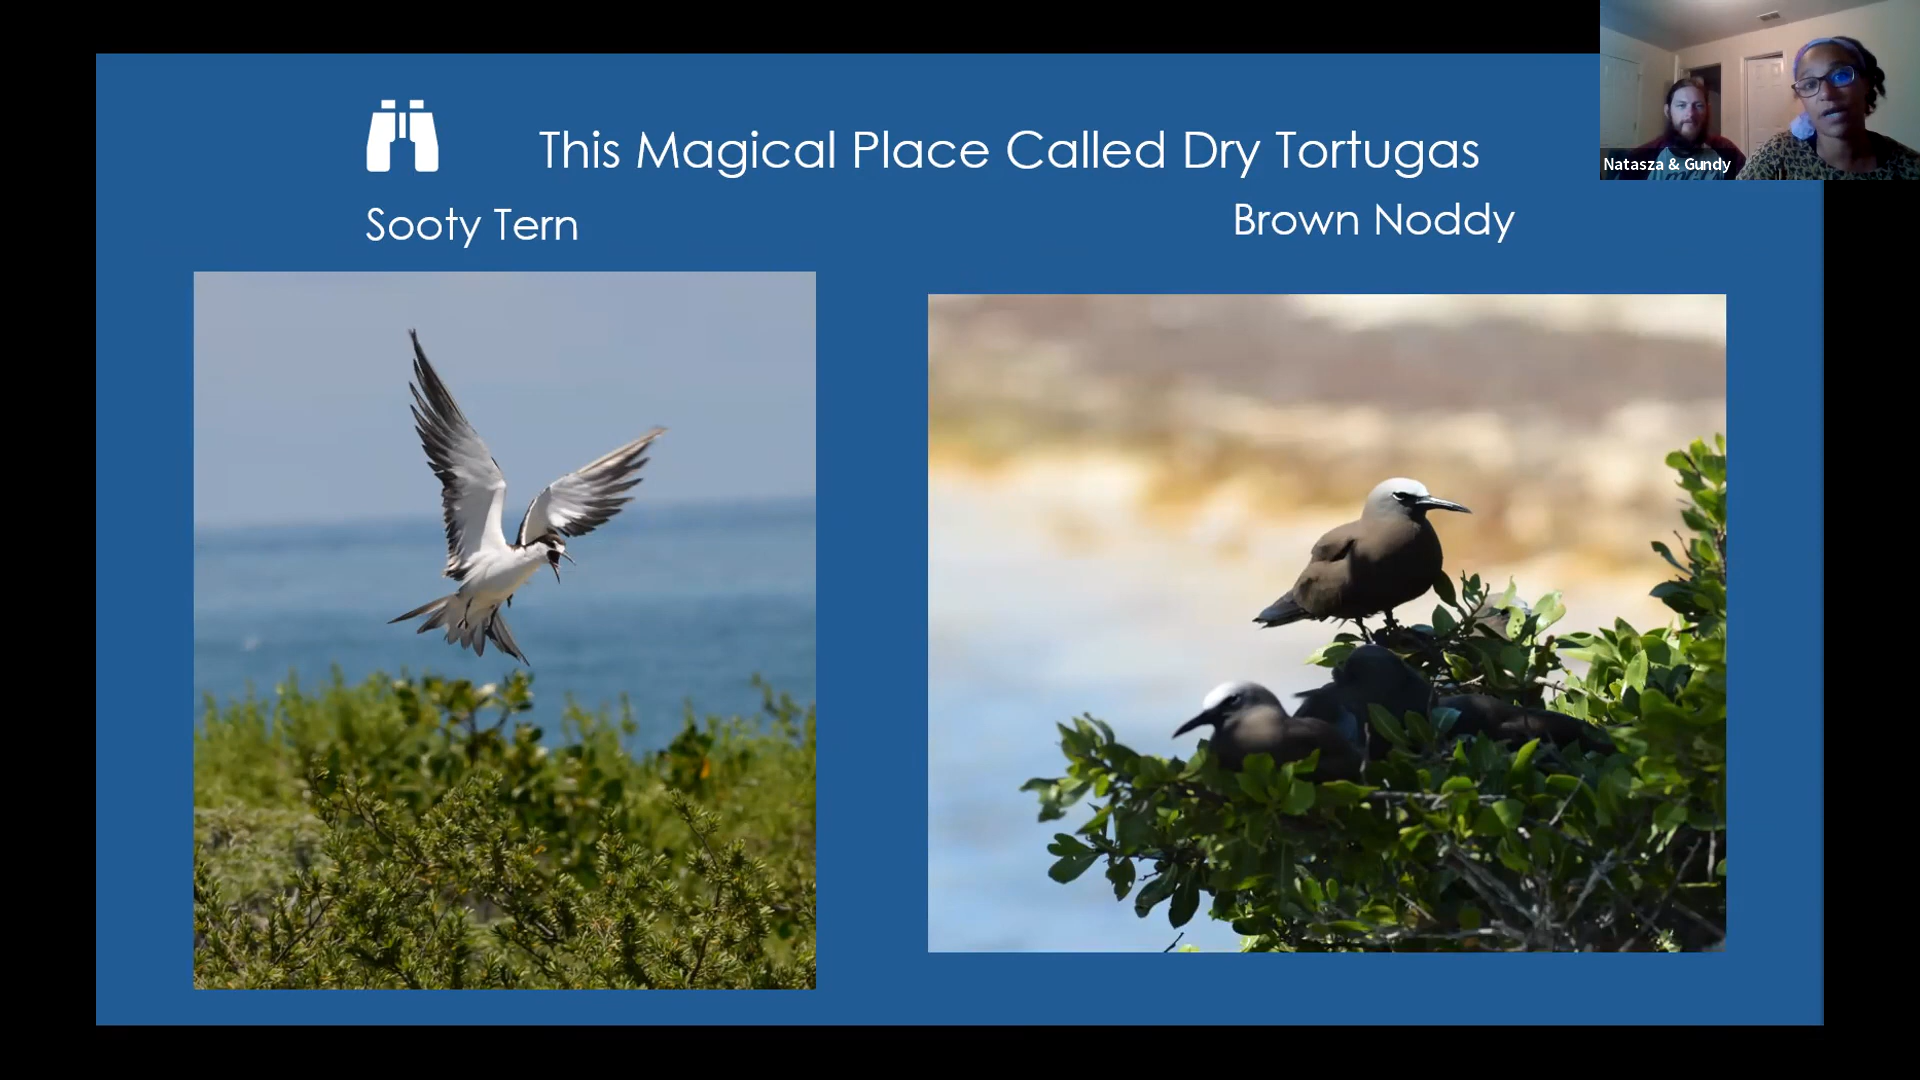 This Magical Place Called Dry Tortugas
Natasza & Gundy
Sooty Tern
Brown Noddy